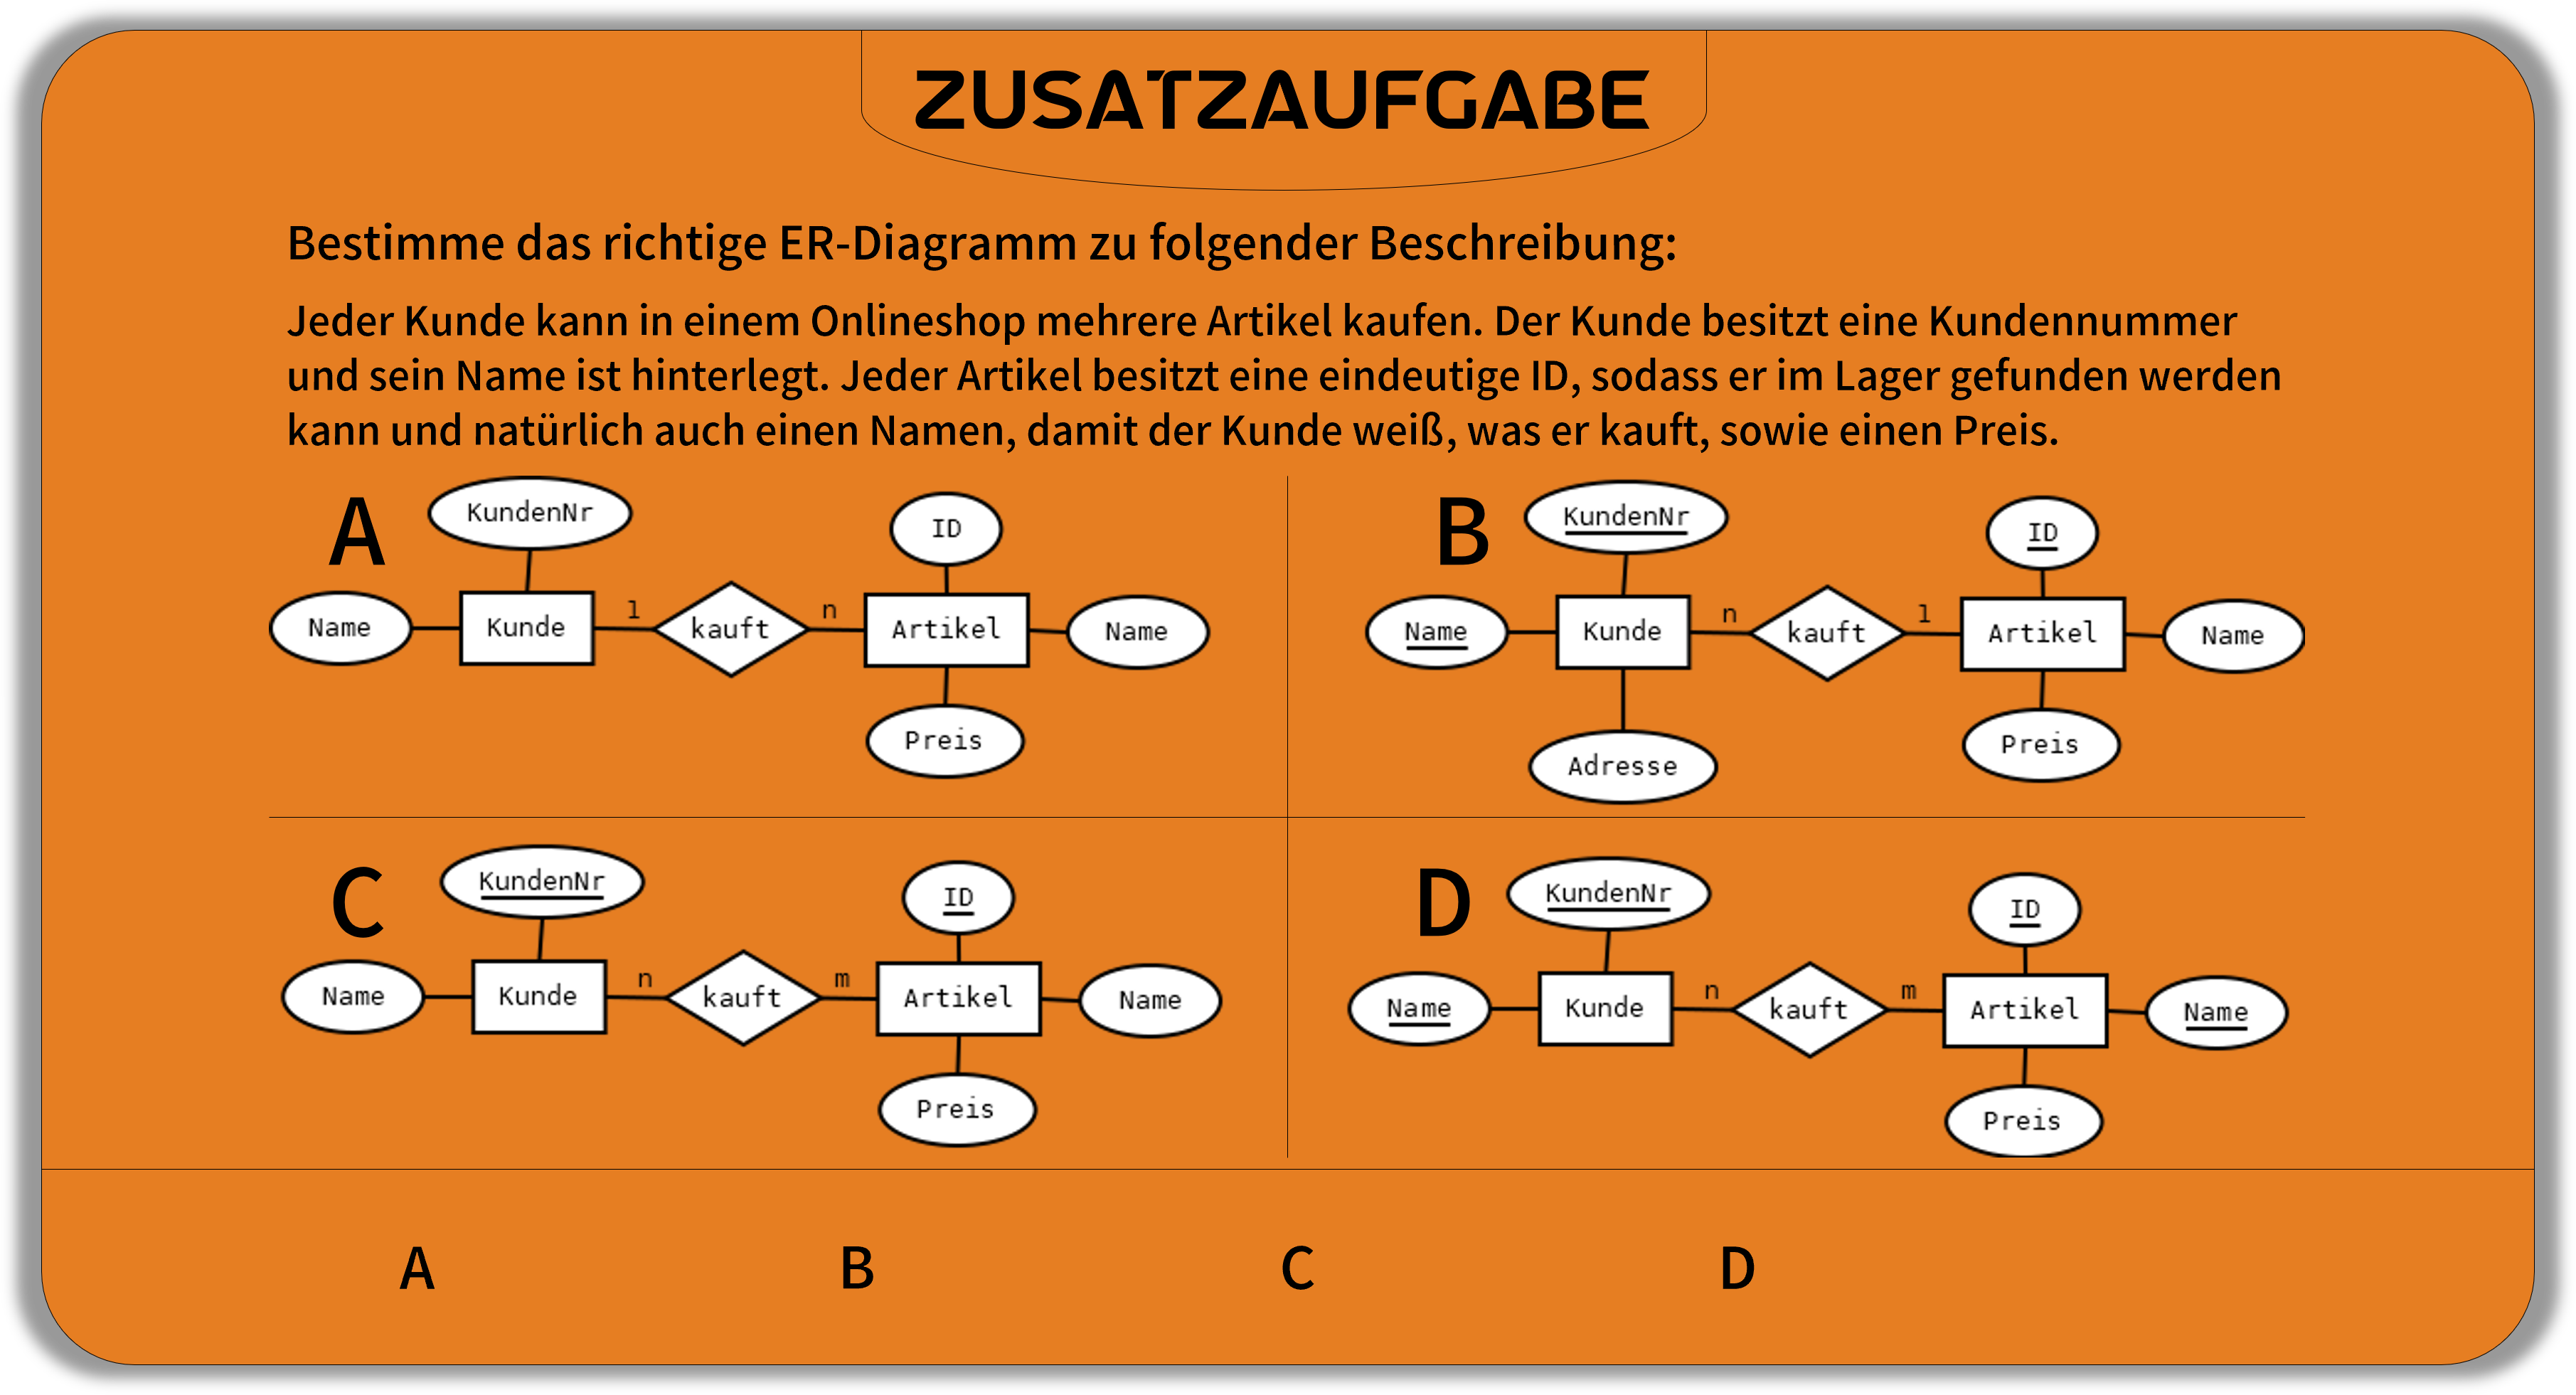 ZUSATZAUFGABE
Bestimme das richtige ER-Diagramm zu folgender Beschreibung:
Jeder Kunde kann in einem Onlineshop mehrere Artikel kaufen. Der Kunde besitzt eine Kundennummer
und sein Name ist hinterlegt. Jeder Artikel besitzt eine eindeutige ID, sodass er im Lager gefunden werden
kann und natürlich auch einen Namen, damit der Kunde weiß, was er kauft, sowie einen Preis.
A
KundenNr
ID
Name
Kunde
1
kauft
n
Artikel
Name
Preis
B
KundenNr
ID
Name
Kunde
n
kauft
1
Artikel
Name
Adresse
Preis
C
KundenNr
ID
Name
Kunde
n
kauft
m
Artikel
Name
Preis
D
KundenNr
ID
Name
Kunde
n
kauft
m
Artikel
Name
Preis
A B C D